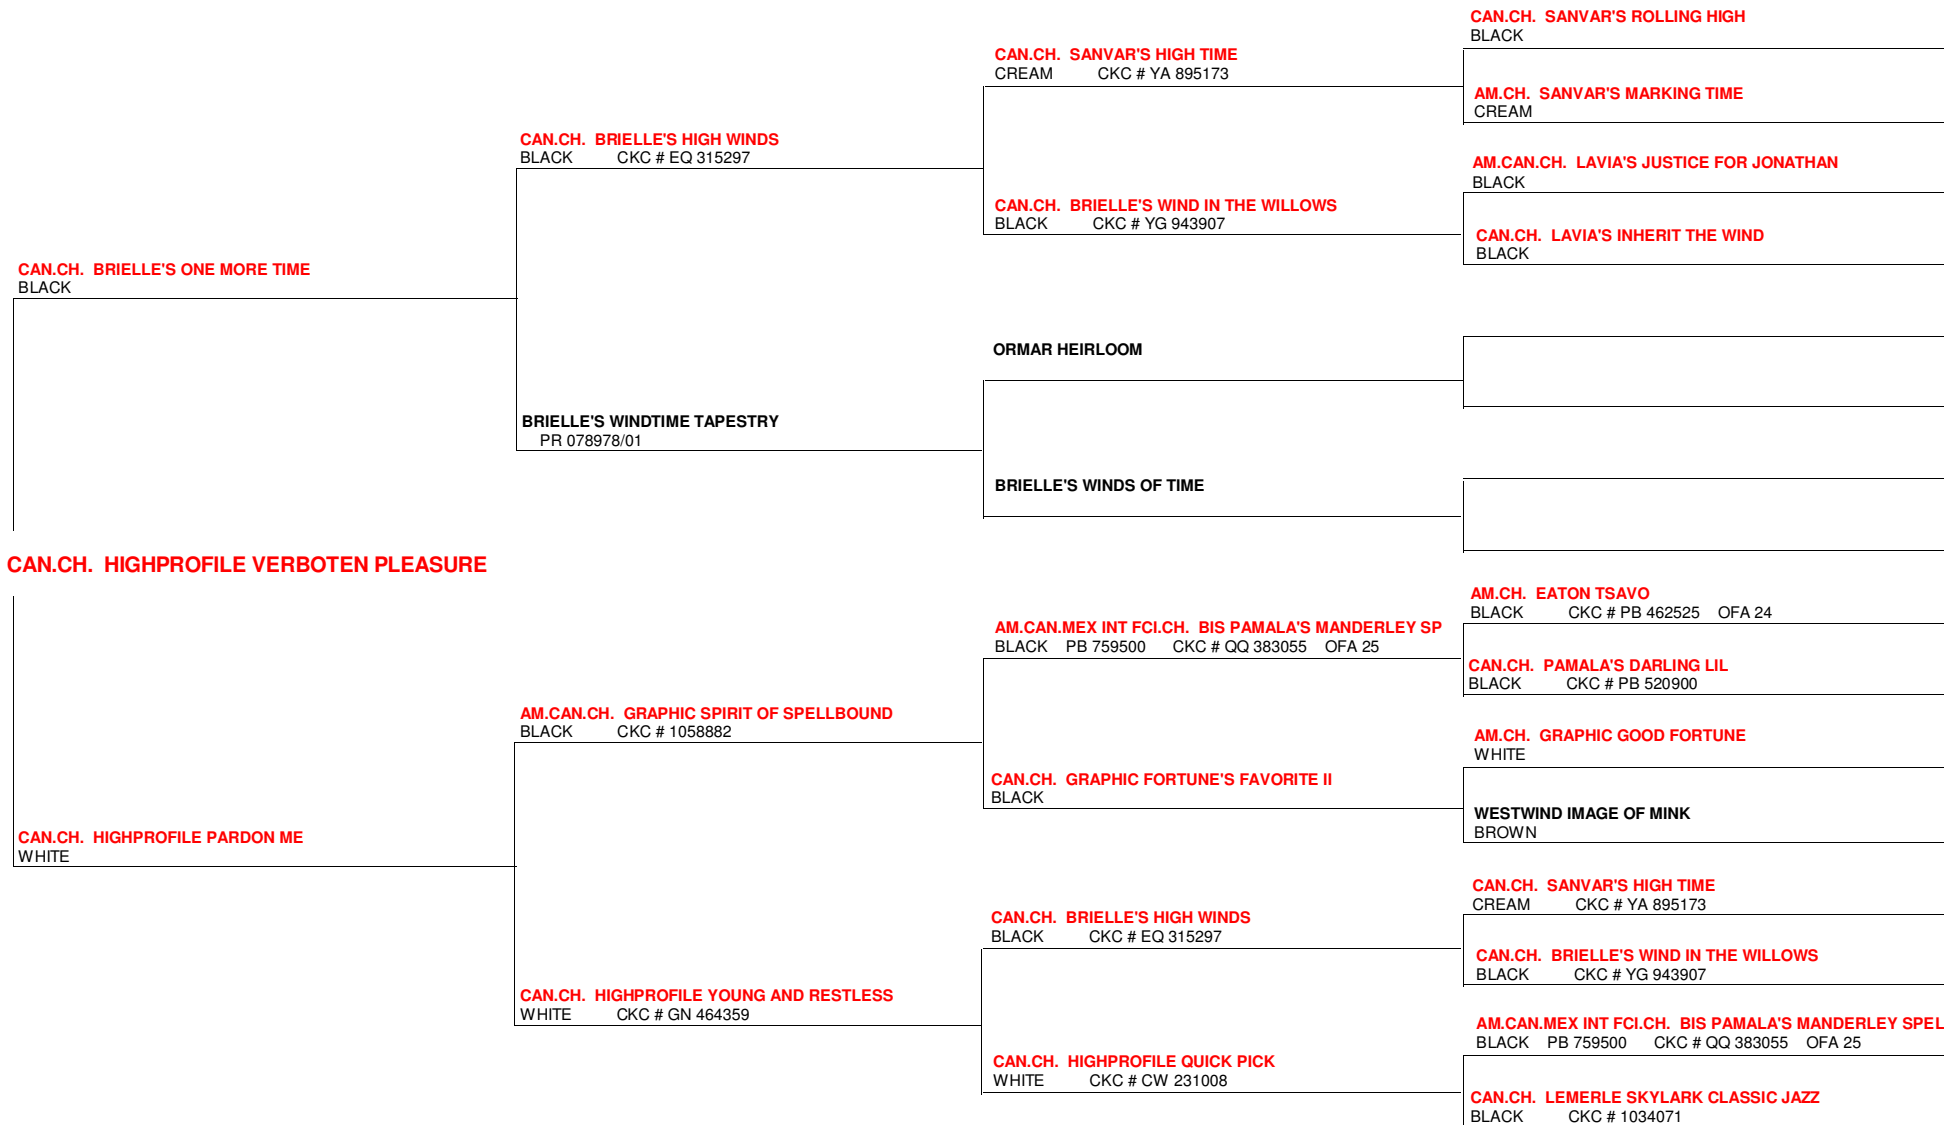 CAN.CH. SANVAR'S ROLLING HIGH
BLACK
CAN.CH. SANVAR'S HIGH TIME
CREAM CKC # YA 895173
AM.CH. SANVAR'S MARKING TIME
CREAM
CAN.CH. BRIELLE'S HIGH WINDS
BLACK CKC # EQ 315297
AM.CAN.CH. LAVIA'S JUSTICE FOR JONATHAN
BLACK
CAN.CH. BRIELLE'S WIND IN THE WILLOWS
BLACK CKC # YG 943907
CAN.CH. LAVIA'S INHERIT THE WIND
BLACK
CAN.CH. BRIELLE'S ONE MORE TIME
BLACK
ORMAR HEIRLOOM
BRIELLE'S WINDTIME TAPESTRY
PR 078978/01
BRIELLE'S WINDS OF TIME
CAN.CH. HIGHPROFILE VERBOTEN PLEASURE
AM.CH. EATON TSAVO
BLACK CKC # PB 462525 OFA 24
AM.CAN.MEX INT FCI.CH. BIS PAMALA'S MANDERLEY SP
BLACK PB 759500 CKC # QQ 383055 OFA 25
CAN.CH. PAMALA'S DARLING LIL
BLACK CKC # PB 520900
AM.CAN.CH. GRAPHIC SPIRIT OF SPELLBOUND
BLACK CKC # 1058882
AM.CH. GRAPHIC GOOD FORTUNE
WHITE
CAN.CH. GRAPHIC FORTUNE'S FAVORITE II
BLACK
WESTWIND IMAGE OF MINK
BROWN
CAN.CH. HIGHPROFILE PARDON ME
WHITE
CAN.CH. SANVAR'S HIGH TIME
CREAM CKC # YA 895173
CAN.CH. BRIELLE'S HIGH WINDS
BLACK CKC # EQ 315297
CAN.CH. BRIELLE'S WIND IN THE WILLOWS
BLACK CKC # YG 943907
CAN.CH. HIGHPROFILE YOUNG AND RESTLESS
WHITE CKC # GN 464359
AM.CAN.MEX INT FCI.CH. BIS PAMALA'S MANDERLEY SPEL
BLACK PB 759500 CKC # QQ 383055 OFA 25
CAN.CH. HIGHPROFILE QUICK PICK
WHITE CKC # CW 231008
CAN.CH. LEMERLE SKYLARK CLASSIC JAZZ
BLACK CKC # 1034071